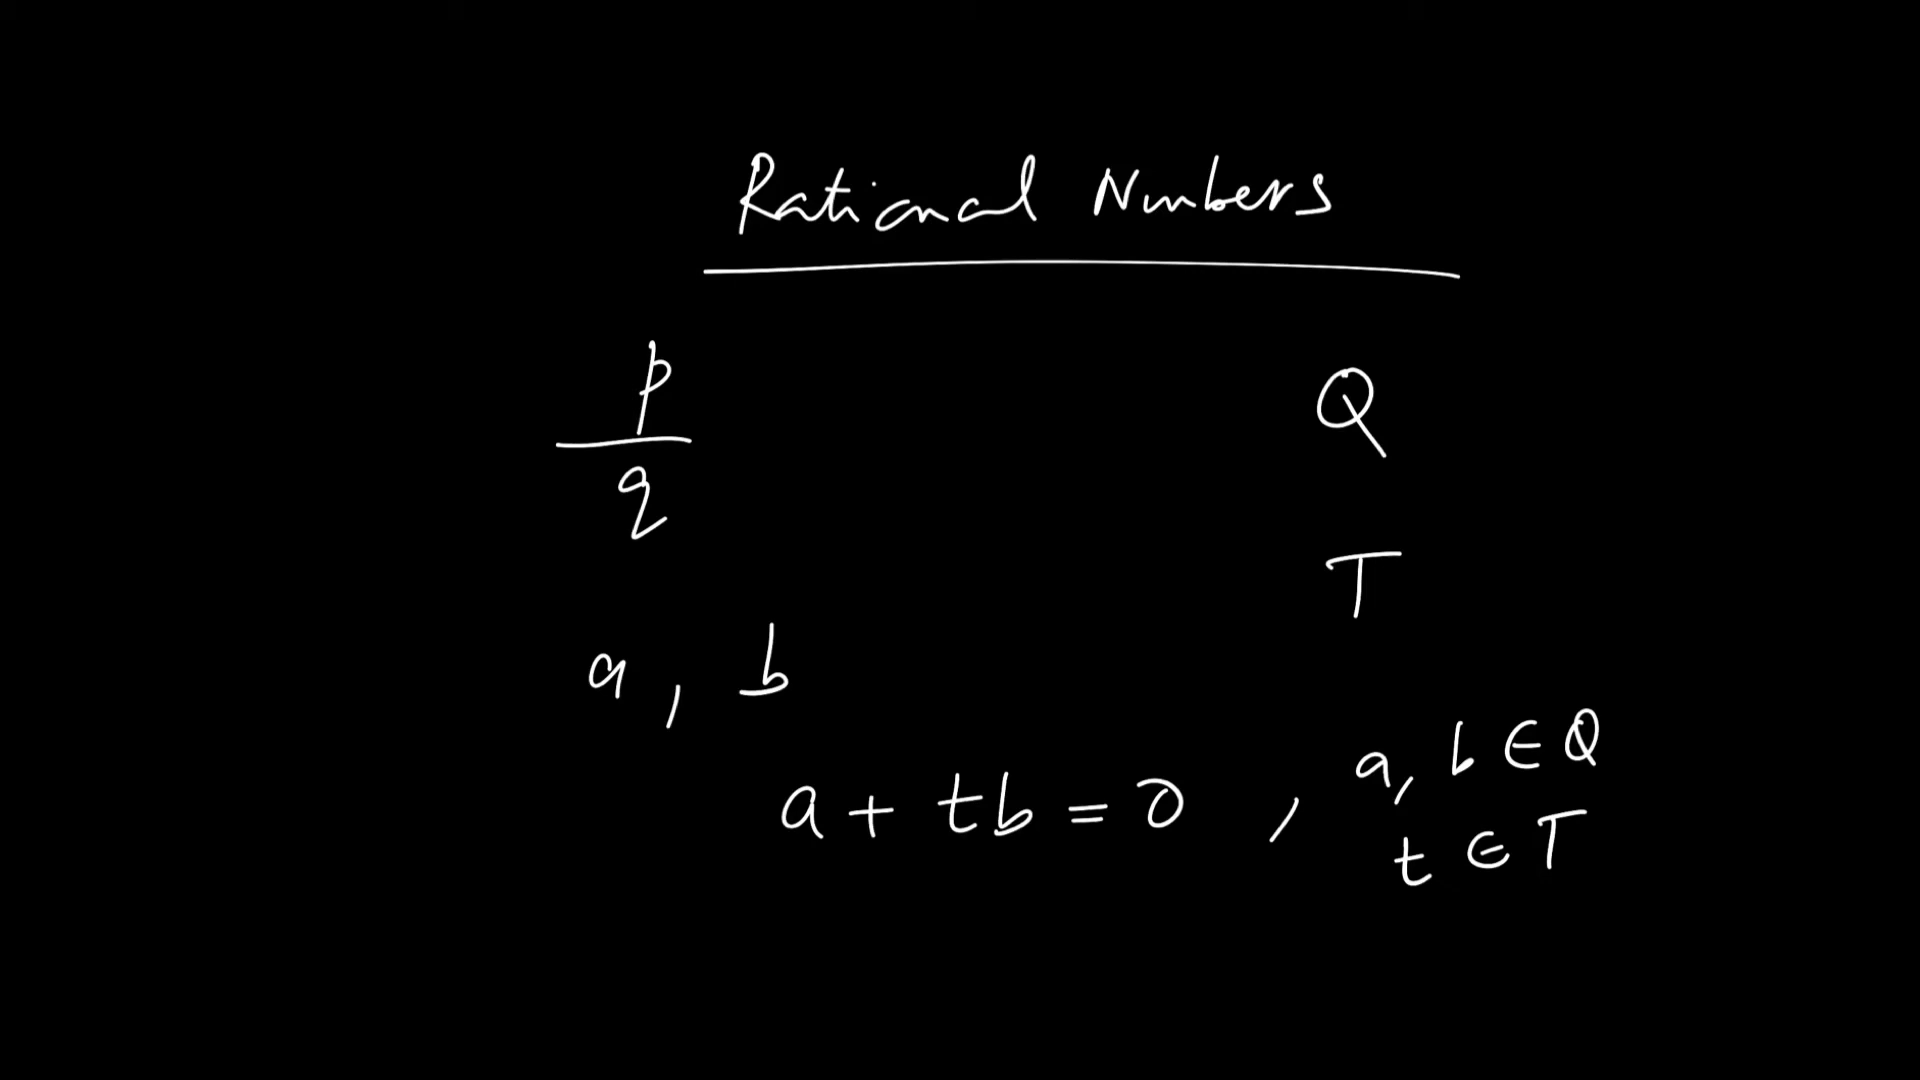 Rational Numbers
p
q
Q
T
a, b
a + tb = 0, a, b ∈ Q
t ∈ T